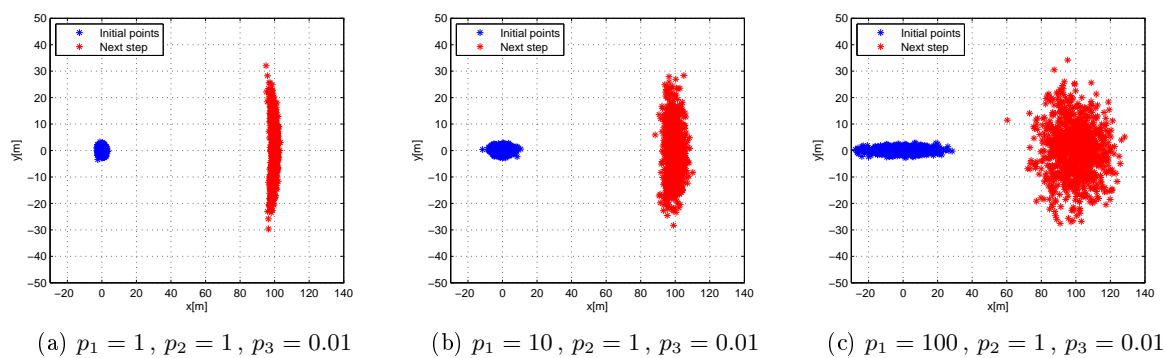 50
40
30
20
10
0
−10
−20
−30
−40
−50
y[m]
Initial points
Next step
−20 0 20 40 60 80 100 120 140
x[m]
(a) p₁ = 1 , p₂ = 1 , p₃ = 0.01
50
40
30
20
10
0
−10
−20
−30
−40
−50
y[m]
Initial points
Next step
−20 0 20 40 60 80 100 120 140
x[m]
(b) p₁ = 10 , p₂ = 1 , p₃ = 0.01
50
40
30
20
10
0
−10
−20
−30
−40
−50
y[m]
Initial points
Next step
−20 0 20 40 60 80 100 120 140
x[m]
(c) p₁ = 100 , p₂ = 1 , p₃ = 0.01